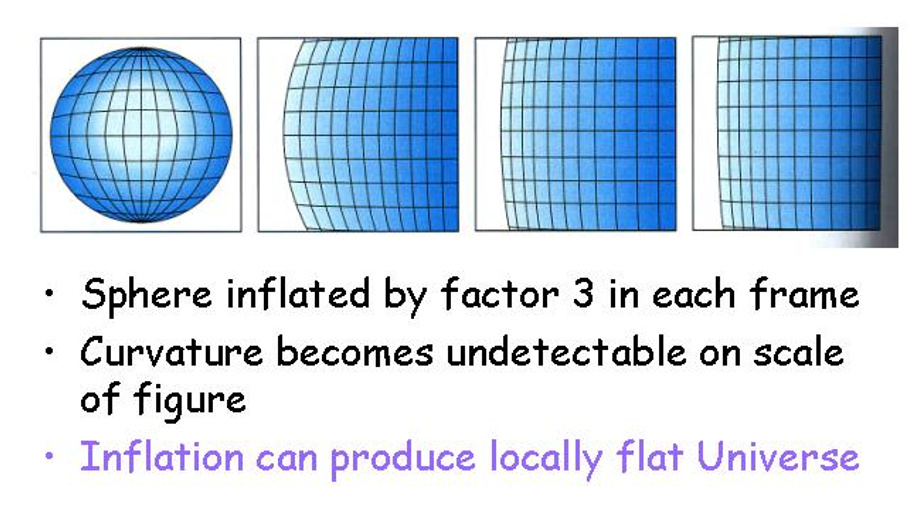 • Sphere inflated by factor 3 in each frame
• Curvature becomes undetectable on scale
of figure
• Inflation can produce locally flat Universe